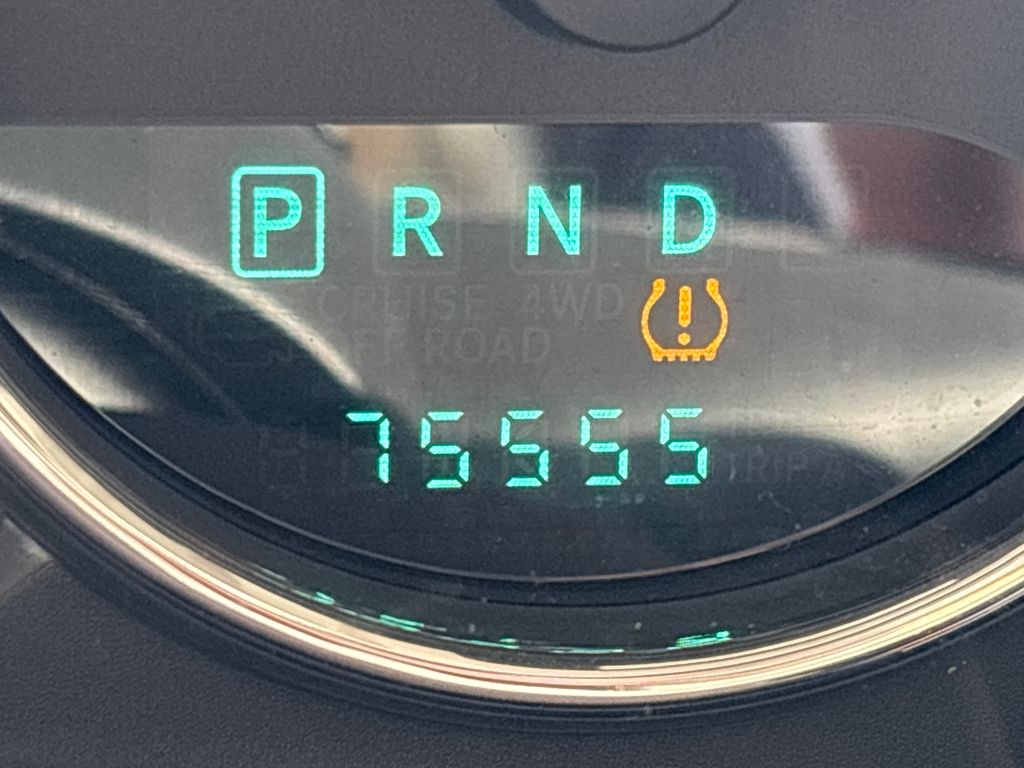 P R N D
CRUISE 4WD
OFF ROAD
75555
TRIP A